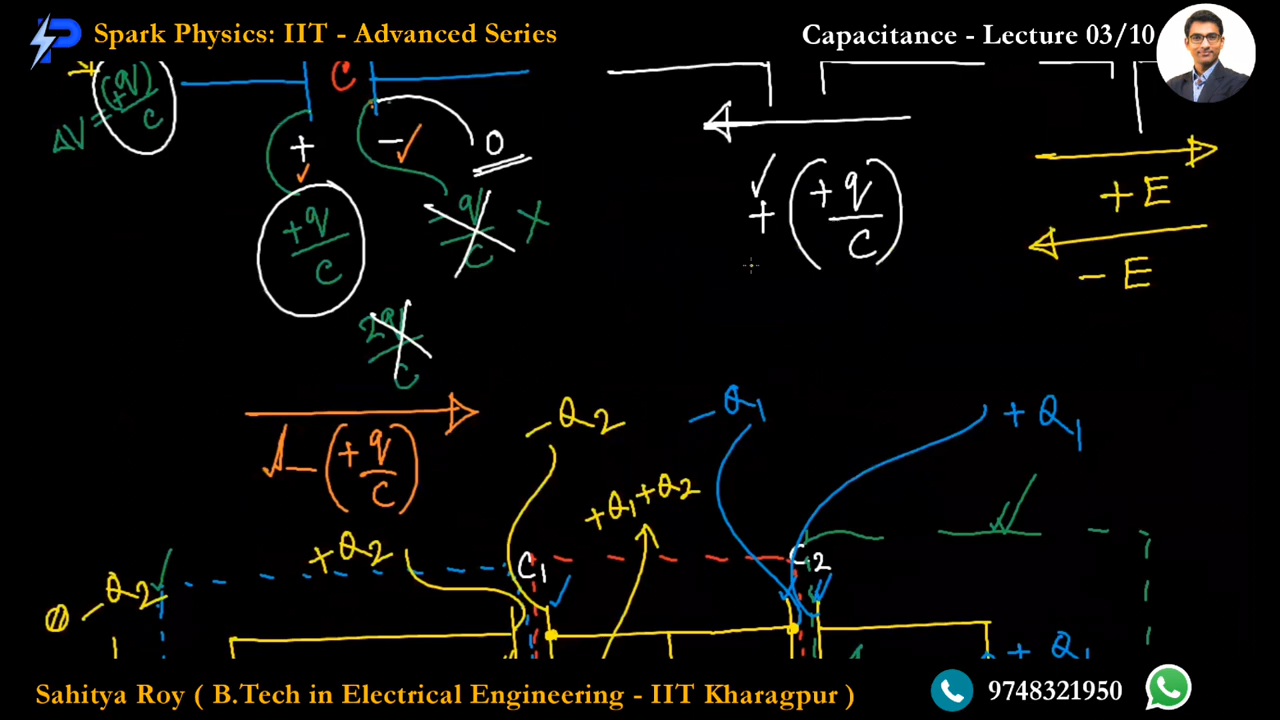 Spark Physics: IIT - Advanced Series
Capacitance - Lecture 03/10
ΔV = (+q)/C
C
+
−
0
+q/C
-q/C
X
2q/C
+ (+q/C)
+E
-E
- (+q/C)
-Q2
-Q1
+Q1
+Q1+Q2
+Q2
C1
C2
0
-Q2
+Q1
Sahitya Roy ( B.Tech in Electrical Engineering - IIT Kharagpur )
9748321950